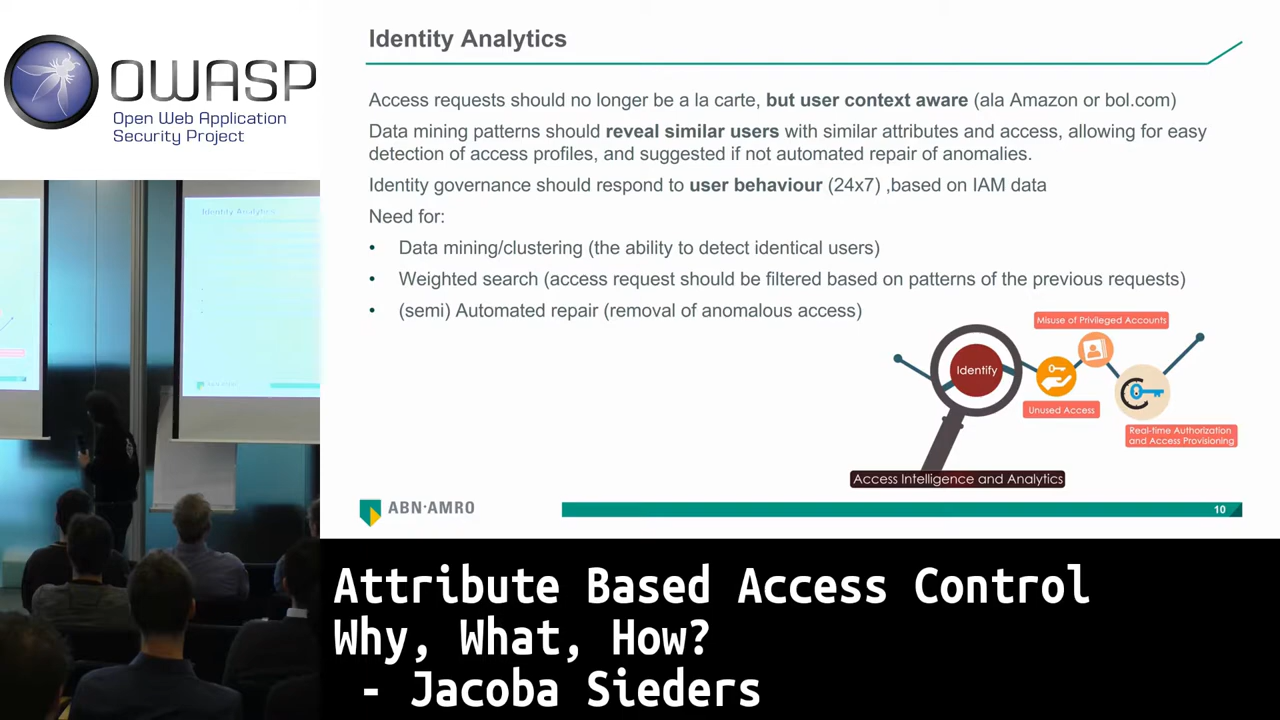 OWASP
Open Web Application
Security Project
Identity Analytics
Access requests should no longer be a la carte, but user context aware (ala Amazon or bol.com)
Data mining patterns should reveal similar users with similar attributes and access, allowing for easy
detection of access profiles, and suggested if not automated repair of anomalies.
Identity governance should respond to user behaviour (24x7) ,based on IAM data
Need for:
• Data mining/clustering (the ability to detect identical users)
• Weighted search (access request should be filtered based on patterns of the previous requests)
• (semi) Automated repair (removal of anomalous access)
Misuse of Privileged Accounts
Identify
Unused Access
Real-time Authorization
and Access Provisioning
Access Intelligence and Analytics
ABN·AMRO
10
Identity Analytics
Attribute Based Access Control
Why, What, How?
- Jacoba Sieders